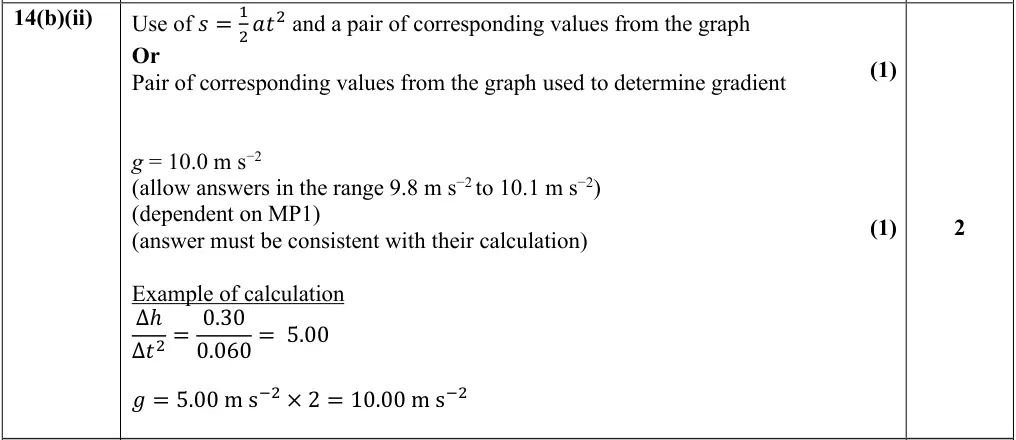 14(b)(ii)
Use of s = 1/2 at² and a pair of corresponding values from the graph
Or
Pair of corresponding values from the graph used to determine gradient
(1)
g = 10.0 m s⁻²
(allow answers in the range 9.8 m s⁻² to 10.1 m s⁻²)
(dependent on MP1)
(answer must be consistent with their calculation)
(1)
2
Example of calculation
Δh/Δt² = 0.30/0.060 = 5.00
g = 5.00 m s⁻² × 2 = 10.00 m s⁻²